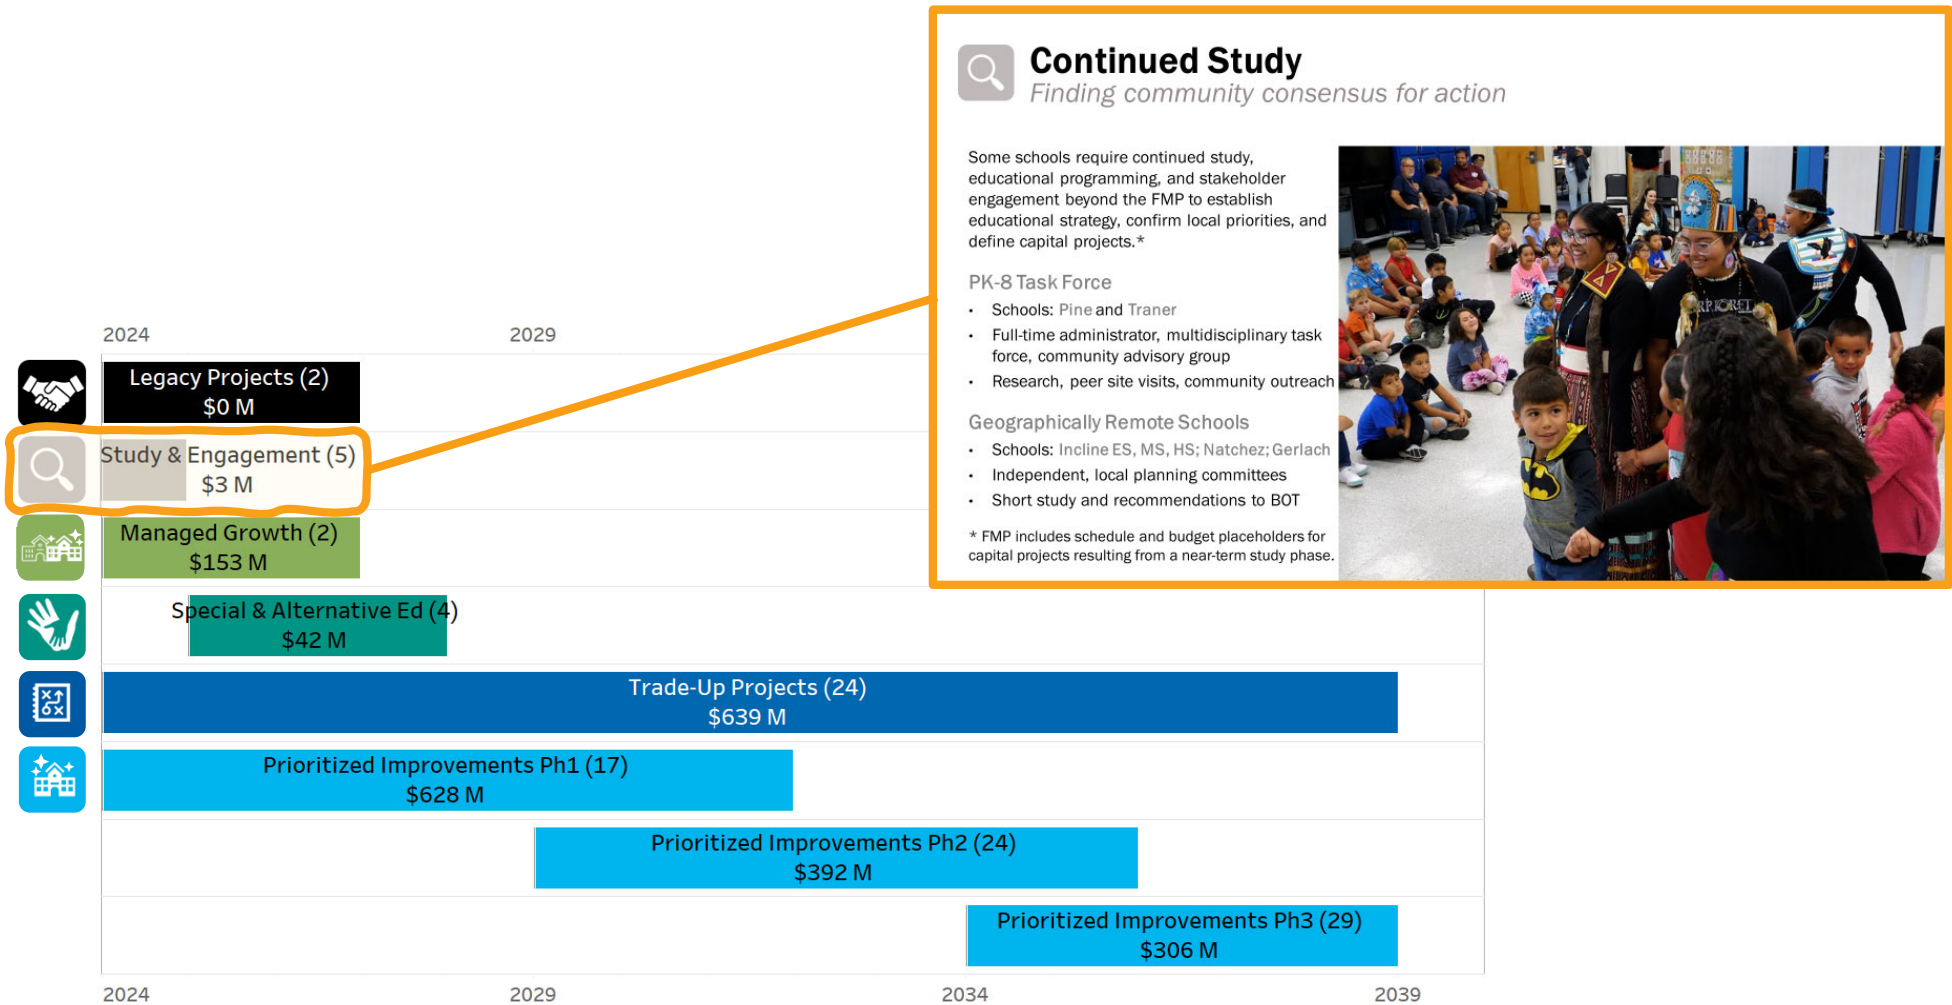 Continued Study
Finding community consensus for action
Some schools require continued study,
educational programming, and stakeholder
engagement beyond the FMP to establish
educational strategy, confirm local priorities, and
define capital projects.*
PK-8 Task Force
• Schools: Pine and Traner
• Full-time administrator, multidisciplinary task
force, community advisory group
• Research, peer site visits, community outreach
Geographically Remote Schools
• Schools: Incline ES, MS, HS; Natchez; Gerlach
• Independent, local planning committees
• Short study and recommendations to BOT
* FMP includes schedule and budget placeholders for
capital projects resulting from a near-term study phase.
2024 2029
Legacy Projects (2)
$0 M
Study & Engagement (5)
$3 M
Managed Growth (2)
$153 M
Special & Alternative Ed (4)
$42 M
Trade-Up Projects (24)
$639 M
Prioritized Improvements Ph1 (17)
$628 M
Prioritized Improvements Ph2 (24)
$392 M
Prioritized Improvements Ph3 (29)
$306 M
2024 2029 2034 2039